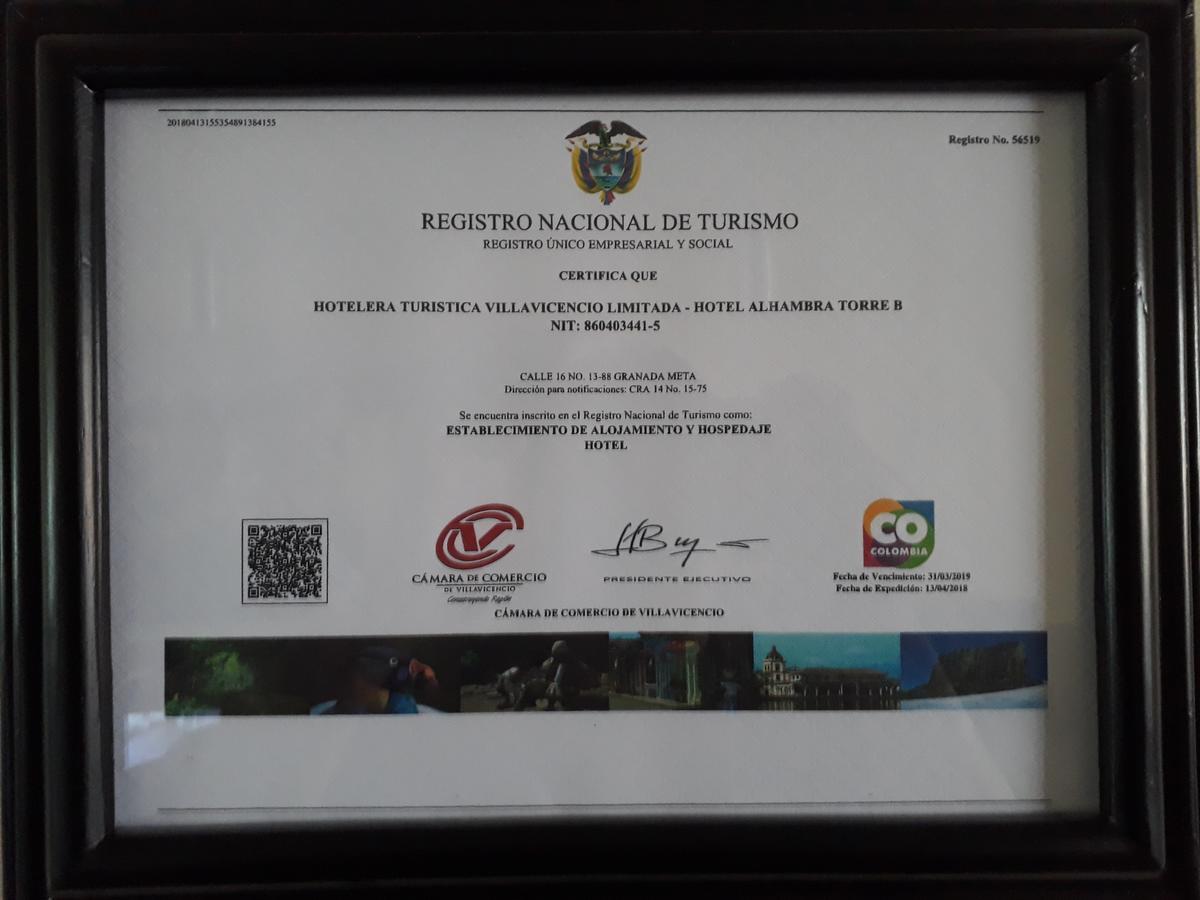 20180413155354891384155
Registro No. 56519
REGISTRO NACIONAL DE TURISMO
REGISTRO ÚNICO EMPRESARIAL Y SOCIAL
CERTIFICA QUE
HOTELERA TURISTICA VILLAVICENCIO LIMITADA - HOTEL ALHAMBRA TORRE B
NIT: 860403441-5
CALLE 16 NO. 13-88 GRANADA META
Dirección para notificaciones: CRA 14 No. 15-75
Se encuentra inscrito en el Registro Nacional de Turismo como:
ESTABLECIMIENTO DE ALOJAMIENTO Y HOSPEDAJE
HOTEL
CÁMARA DE COMERCIO
DE VILLAVICENCIO
Construyendo Región
PRESIDENTE EJECUTIVO
CO
COLOMBIA
Fecha de Vencimiento: 31/03/2019
Fecha de Expedición: 13/04/2018
CÁMARA DE COMERCIO DE VILLAVICENCIO